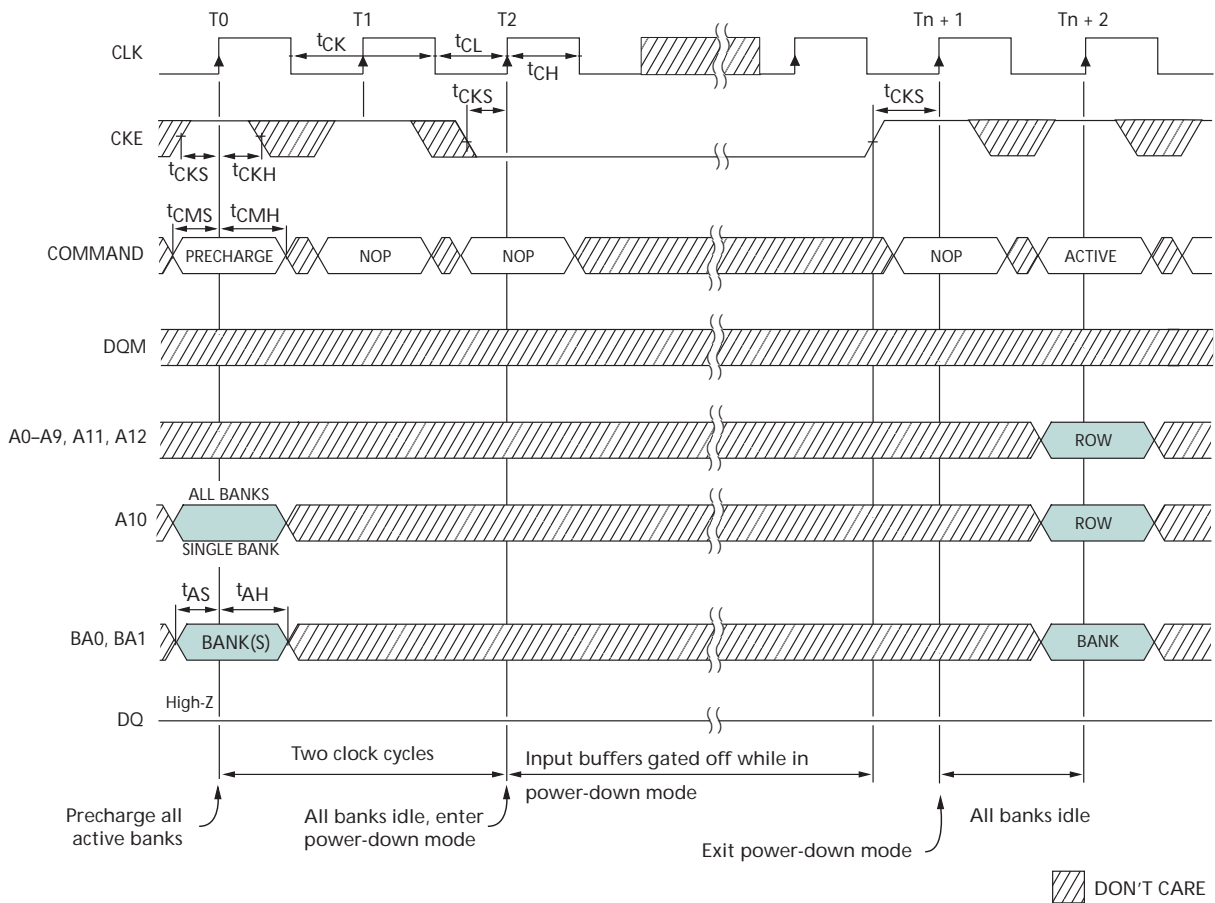 T0 T1 T2 Tn + 1 Tn + 2
CLK
tCK tCL tCH
tCKS tCKS
CKE
tCKS tCKH
tCMS tCMH
COMMAND PRECHARGE NOP NOP NOP ACTIVE
DQM
A0–A9, A11, A12 ROW
ALL BANKS
A10 ROW
SINGLE BANK
tAS tAH
BA0, BA1 BANK(S) BANK
High-Z
DQ
Two clock cycles
Input buffers gated off while in
power-down mode
Precharge all
active banks
All banks idle, enter
power-down mode
Exit power-down mode
All banks idle
DON'T CARE